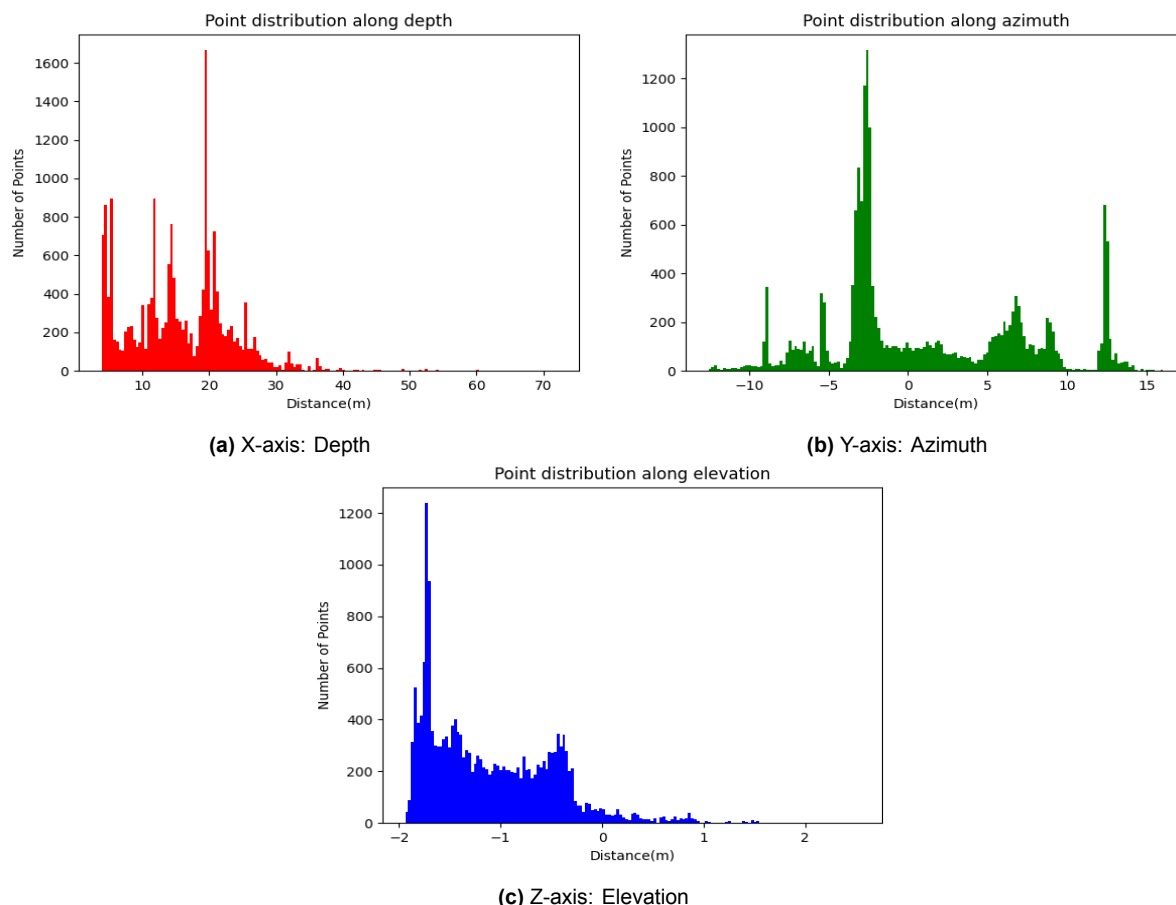 Point distribution along depth
Number of Points
1600
1400
1200
1000
800
600
400
200
0
10 20 30 40 50 60 70
Distance(m)
(a) X-axis: Depth
Point distribution along azimuth
Number of Points
1200
1000
800
600
400
200
0
−10 −5 0 5 10 15
Distance(m)
(b) Y-axis: Azimuth
Point distribution along elevation
Number of Points
1200
1000
800
600
400
200
0
−2 −1 0 1 2
Distance(m)
(c) Z-axis: Elevation